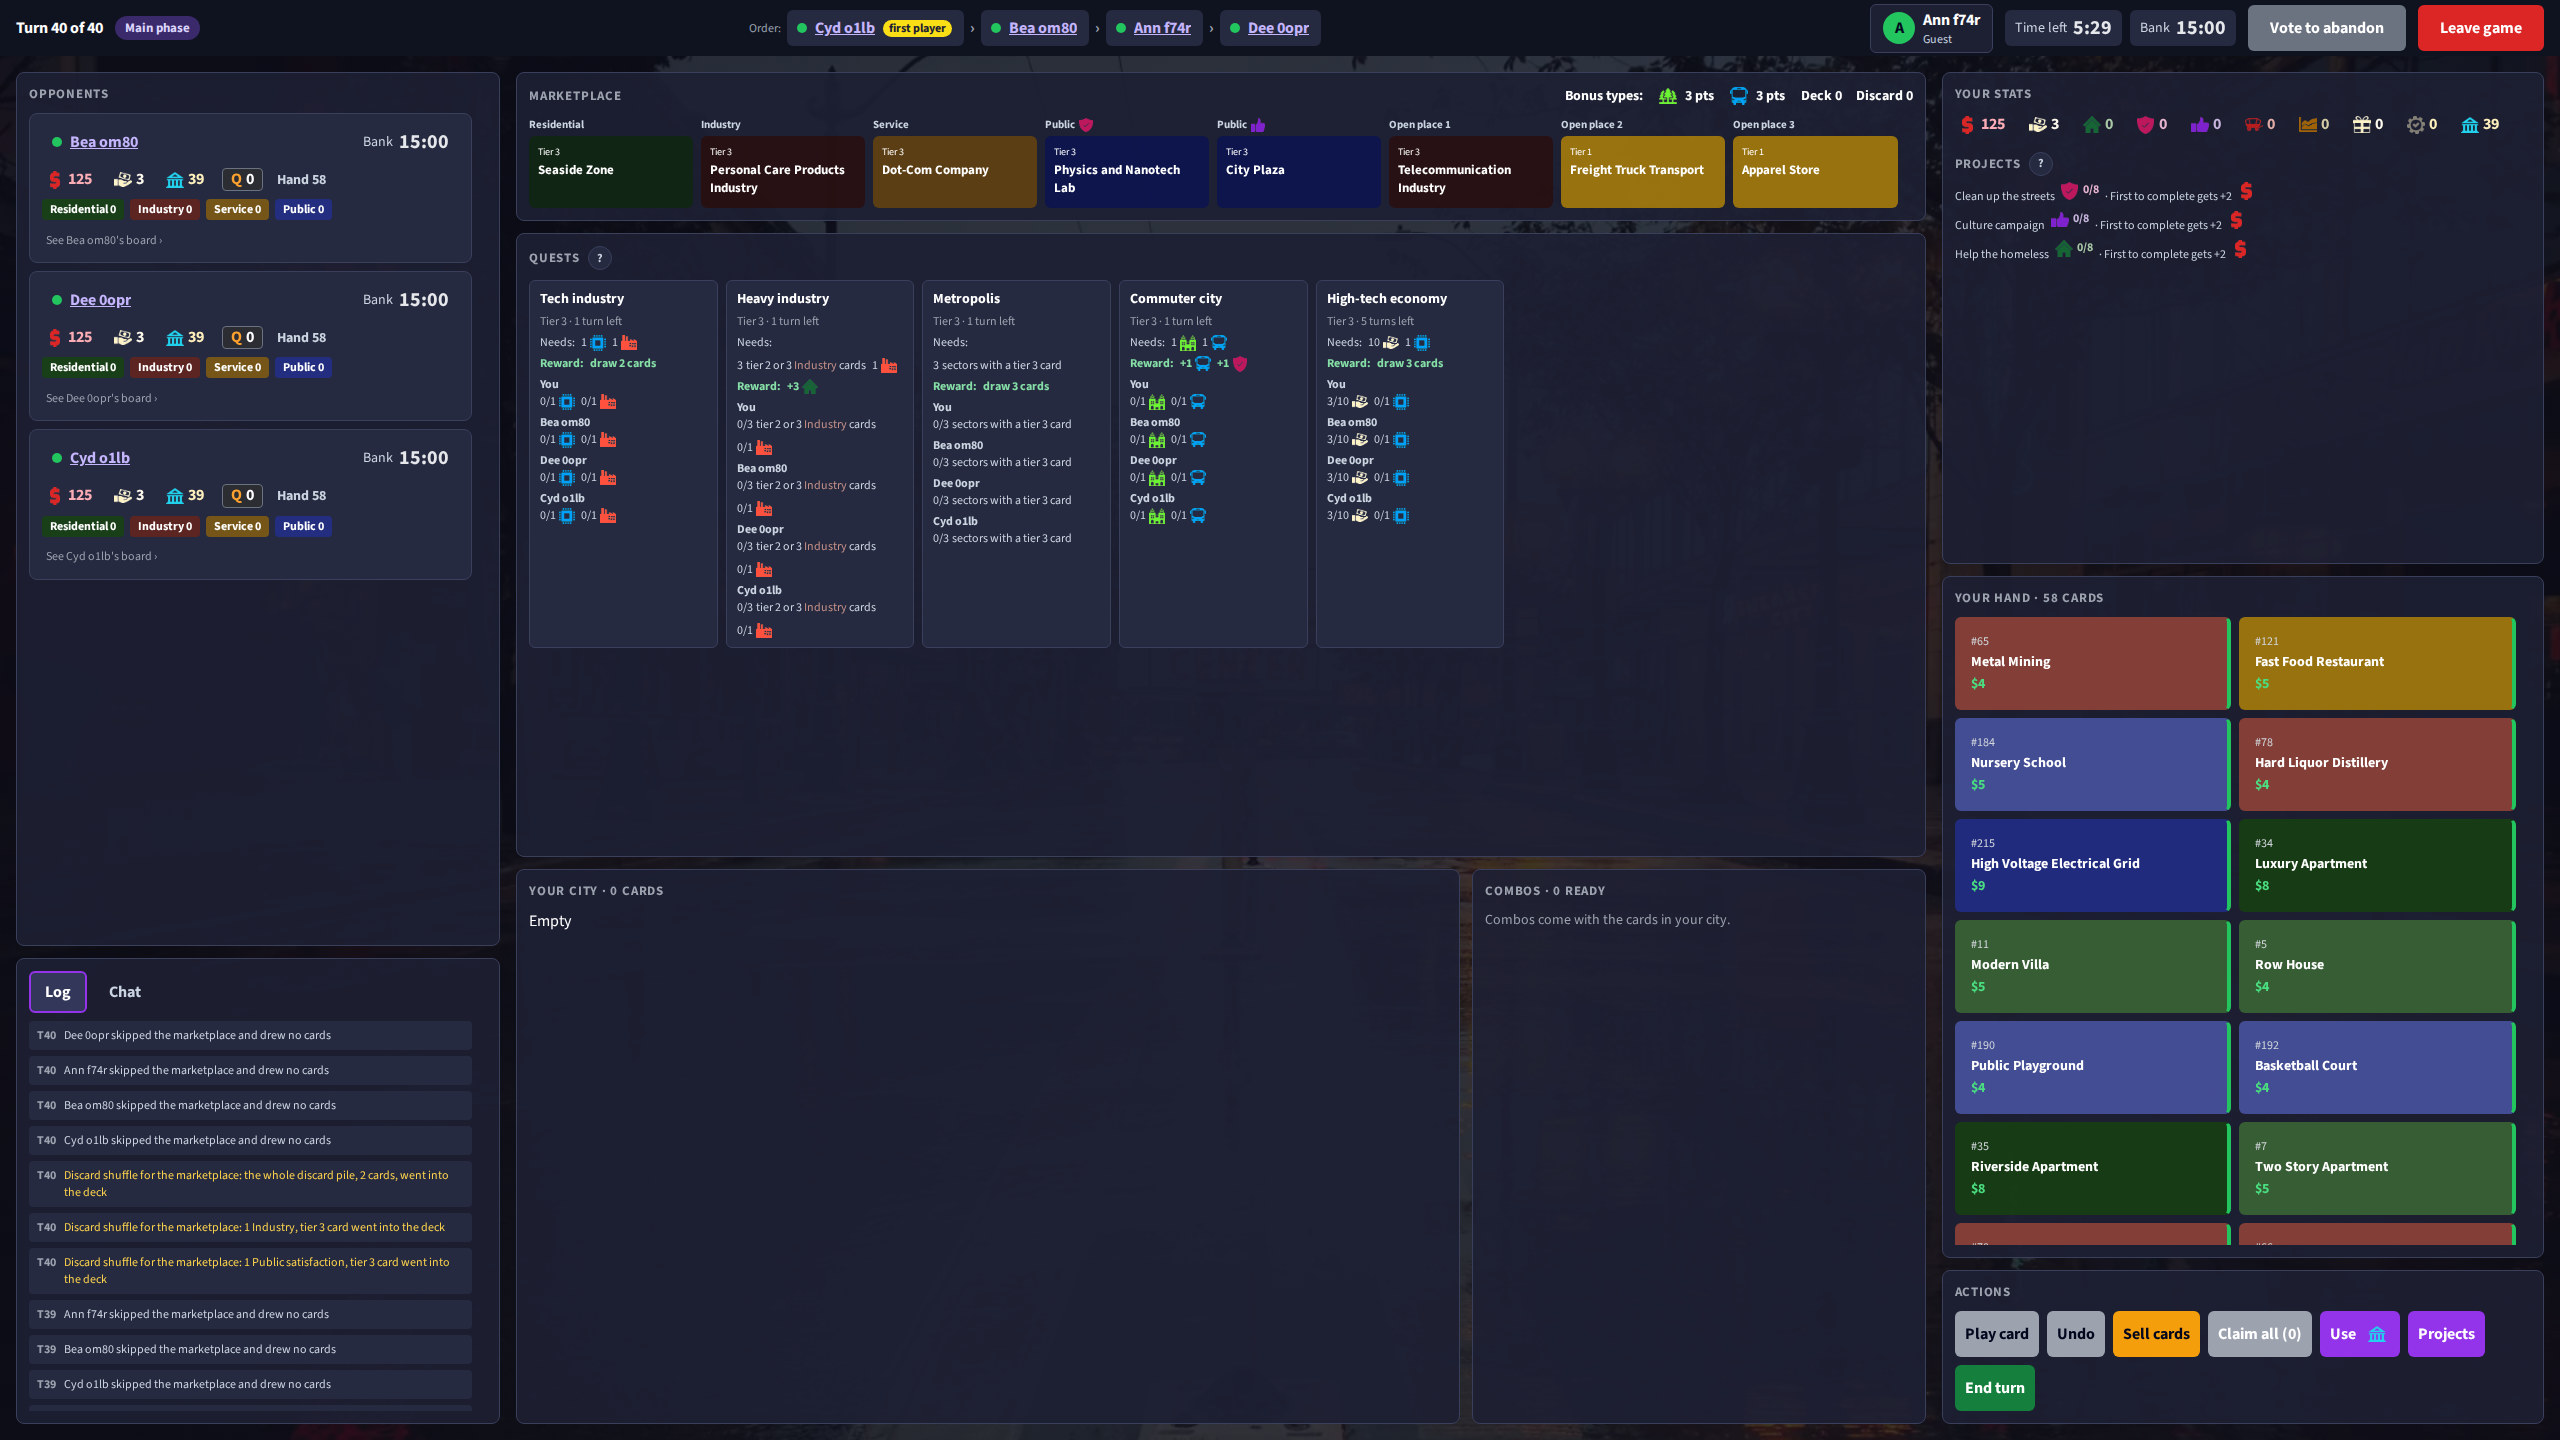 Turn 40 of 40 Main phase
Order: Cyd o1lb first player › Bea om80 › Ann f74r › Dee 0opr
A Ann f74r Guest
Time left 5:29
Bank 15:00
Vote to abandon
Leave game
OPPONENTS
Bea om80 Bank 15:00
125 3 39 Q 0 Hand 58
Residential 0 Industry 0 Service 0 Public 0
See Bea om80's board ›
Dee 0opr Bank 15:00
125 3 39 Q 0 Hand 58
Residential 0 Industry 0 Service 0 Public 0
See Dee 0opr's board ›
Cyd o1lb Bank 15:00
125 3 39 Q 0 Hand 58
Residential 0 Industry 0 Service 0 Public 0
See Cyd o1lb's board ›
Log Chat
T40 Dee 0opr skipped the marketplace and drew no cards
T40 Ann f74r skipped the marketplace and drew no cards
T40 Bea om80 skipped the marketplace and drew no cards
T40 Cyd o1lb skipped the marketplace and drew no cards
T40 Discard shuffle for the marketplace: the whole discard pile, 2 cards, went into
the deck
T40 Discard shuffle for the marketplace: 1 Industry, tier 3 card went into the deck
T40 Discard shuffle for the marketplace: 1 Public satisfaction, tier 3 card went into
the deck
T39 Ann f74r skipped the marketplace and drew no cards
T39 Bea om80 skipped the marketplace and drew no cards
T39 Cyd o1lb skipped the marketplace and drew no cards
MARKETPLACE
Bonus types: 3 pts 3 pts Deck 0 Discard 0
Residential
Tier 3
Seaside Zone
Industry
Tier 3
Personal Care Products
Industry
Service
Tier 3
Dot-Com Company
Public
Tier 3
Physics and Nanotech
Lab
Public
Tier 3
City Plaza
Open place 1
Tier 3
Telecommunication
Industry
Open place 2
Tier 1
Freight Truck Transport
Open place 3
Tier 1
Apparel Store
QUESTS ?
Tech industry
Tier 3 · 1 turn left
Needs: 1 1
Reward: draw 2 cards
You
0/1 0/1
Bea om80
0/1 0/1
Dee 0opr
0/1 0/1
Cyd o1lb
0/1 0/1
Heavy industry
Tier 3 · 1 turn left
Needs:
3 tier 2 or 3 Industry cards 1
Reward: +3
You
0/3 tier 2 or 3 Industry cards
0/1
Bea om80
0/3 tier 2 or 3 Industry cards
0/1
Dee 0opr
0/3 tier 2 or 3 Industry cards
0/1
Cyd o1lb
0/3 tier 2 or 3 Industry cards
0/1
Metropolis
Tier 3 · 1 turn left
Needs:
3 sectors with a tier 3 card
Reward: draw 3 cards
You
0/3 sectors with a tier 3 card
Bea om80
0/3 sectors with a tier 3 card
Dee 0opr
0/3 sectors with a tier 3 card
Cyd o1lb
0/3 sectors with a tier 3 card
Commuter city
Tier 3 · 1 turn left
Needs: 1 1
Reward: +1 +1
You
0/1 0/1
Bea om80
0/1 0/1
Dee 0opr
0/1 0/1
Cyd o1lb
0/1 0/1
High-tech economy
Tier 3 · 5 turns left
Needs: 10 1
Reward: draw 3 cards
You
3/10 0/1
Bea om80
3/10 0/1
Dee 0opr
3/10 0/1
Cyd o1lb
3/10 0/1
YOUR CITY · 0 CARDS
Empty
COMBOS · 0 READY
Combos come with the cards in your city.
YOUR STATS
125 3 0 0 0 0 0 0 0 39
PROJECTS ?
Clean up the streets 0/8 · First to complete gets +2
Culture campaign 0/8 · First to complete gets +2
Help the homeless 0/8 · First to complete gets +2
YOUR HAND · 58 CARDS
#65
Metal Mining
$4
#121
Fast Food Restaurant
$5
#184
Nursery School
$5
#78
Hard Liquor Distillery
$4
#215
High Voltage Electrical Grid
$9
#34
Luxury Apartment
$8
#11
Modern Villa
$5
#5
Row House
$4
#190
Public Playground
$4
#192
Basketball Court
$4
#35
Riverside Apartment
$8
#7
Two Story Apartment
$5
ACTIONS
Play card
Undo
Sell cards
Claim all (0)
Use
Projects
End turn